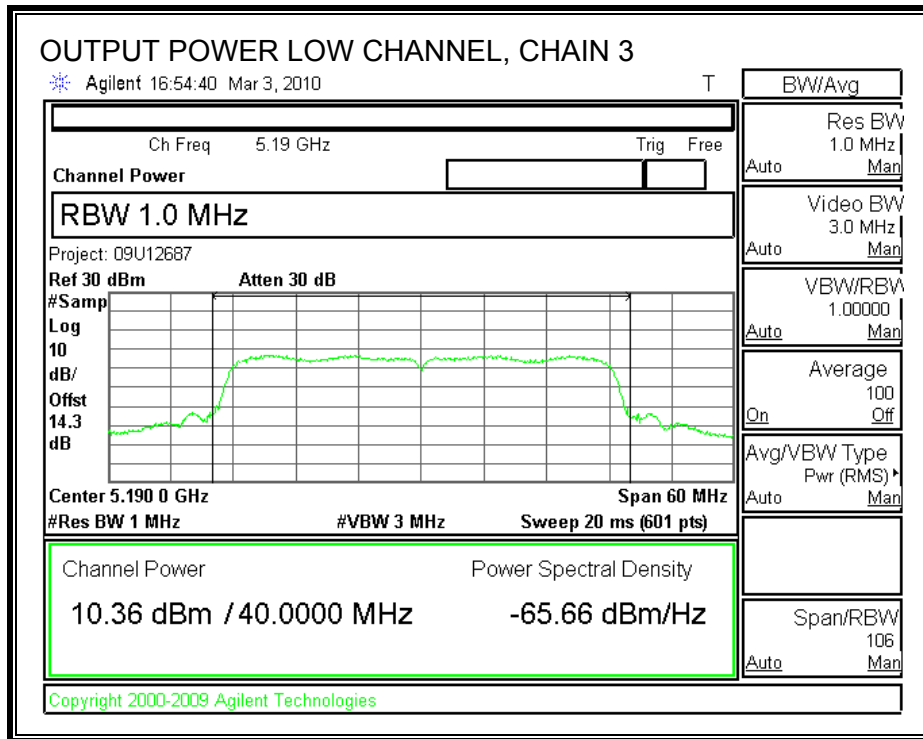 OUTPUT POWER LOW CHANNEL, CHAIN 3
Agilent 16:54:40 Mar 3, 2010 T
Ch Freq 5.19 GHz Trig Free
Channel Power
RBW 1.0 MHz
Project: 09U12687
Ref 30 dBm Atten 30 dB
#Samp
Log
10
dB/
Offst
14.3
dB
Center 5.190 0 GHz Span 60 MHz
#Res BW 1 MHz #VBW 3 MHz Sweep 20 ms (601 pts)
Channel Power Power Spectral Density
10.36 dBm / 40.0000 MHz -65.66 dBm/Hz
Copyright 2000-2009 Agilent Technologies
BW/Avg
Res BW
1.0 MHz
Auto Man
Video BW
3.0 MHz
Auto Man
VBW/RBW
1.00000
Auto Man
Average
100
On Off
Avg/VBW Type
Pwr (RMS)
Auto Man
Span/RBW
106
Auto Man